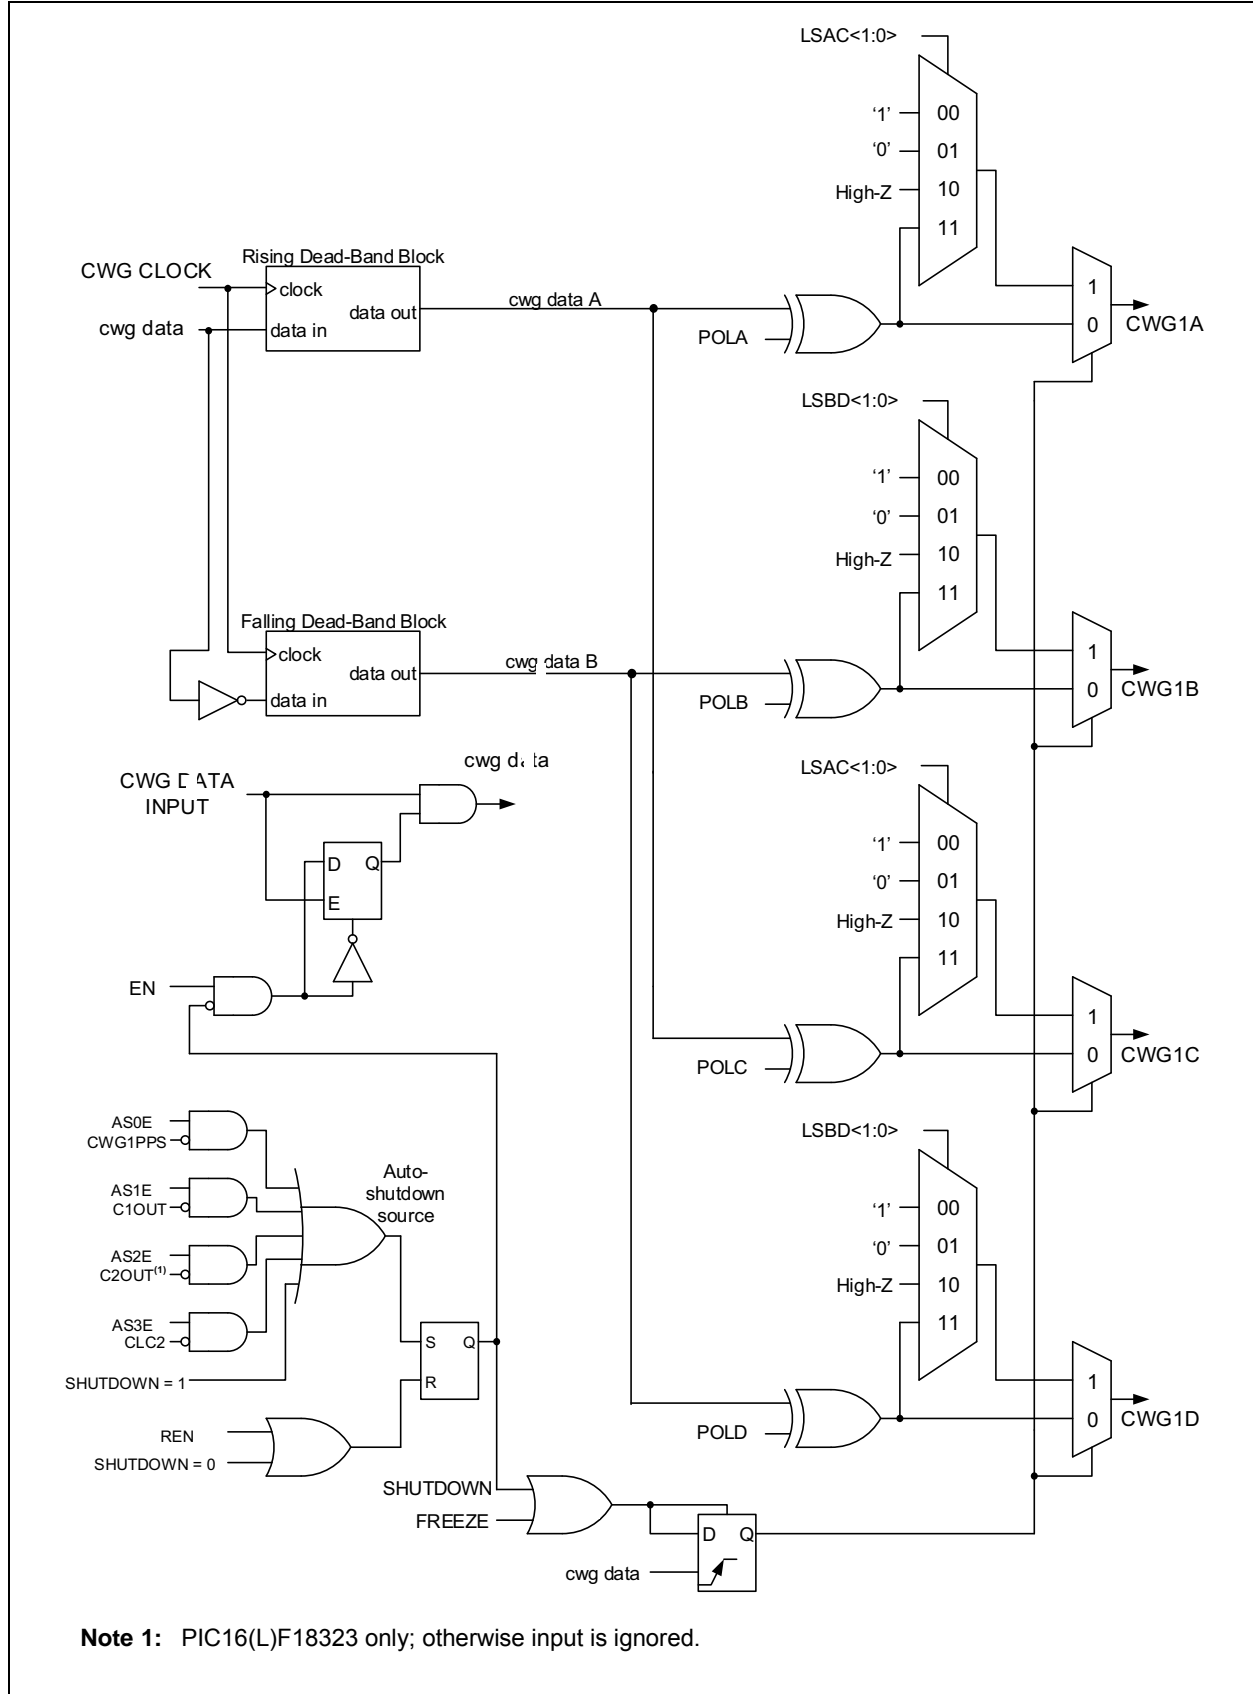 LSAC<1:0>
'1'
00
'0'
01
High-Z
10
11
Rising Dead-Band Block
CWG CLOCK
clock
cwg data
data in
data out
cwg data A
POLA
1
0
CWG1A
LSBD<1:0>
'1'
00
'0'
01
High-Z
10
11
Falling Dead-Band Block
clock
data out
data in
cwg data B
POLB
1
0
CWG1B
cwg data
CWG DATA
INPUT
D
Q
E
EN
LSAC<1:0>
'1'
00
'0'
01
High-Z
10
11
POLC
1
0
CWG1C
AS0E
CWG1PPS
AS1E
C1OUT
AS2E
C2OUT(1)
AS3E
CLC2
SHUTDOWN = 1
Auto-
shutdown
source
S
Q
R
REN
SHUTDOWN = 0
LSBD<1:0>
'1'
00
'0'
01
High-Z
10
11
POLD
1
0
CWG1D
SHUTDOWN
FREEZE
D
Q
cwg data
Note 1: PIC16(L)F18323 only; otherwise input is ignored.